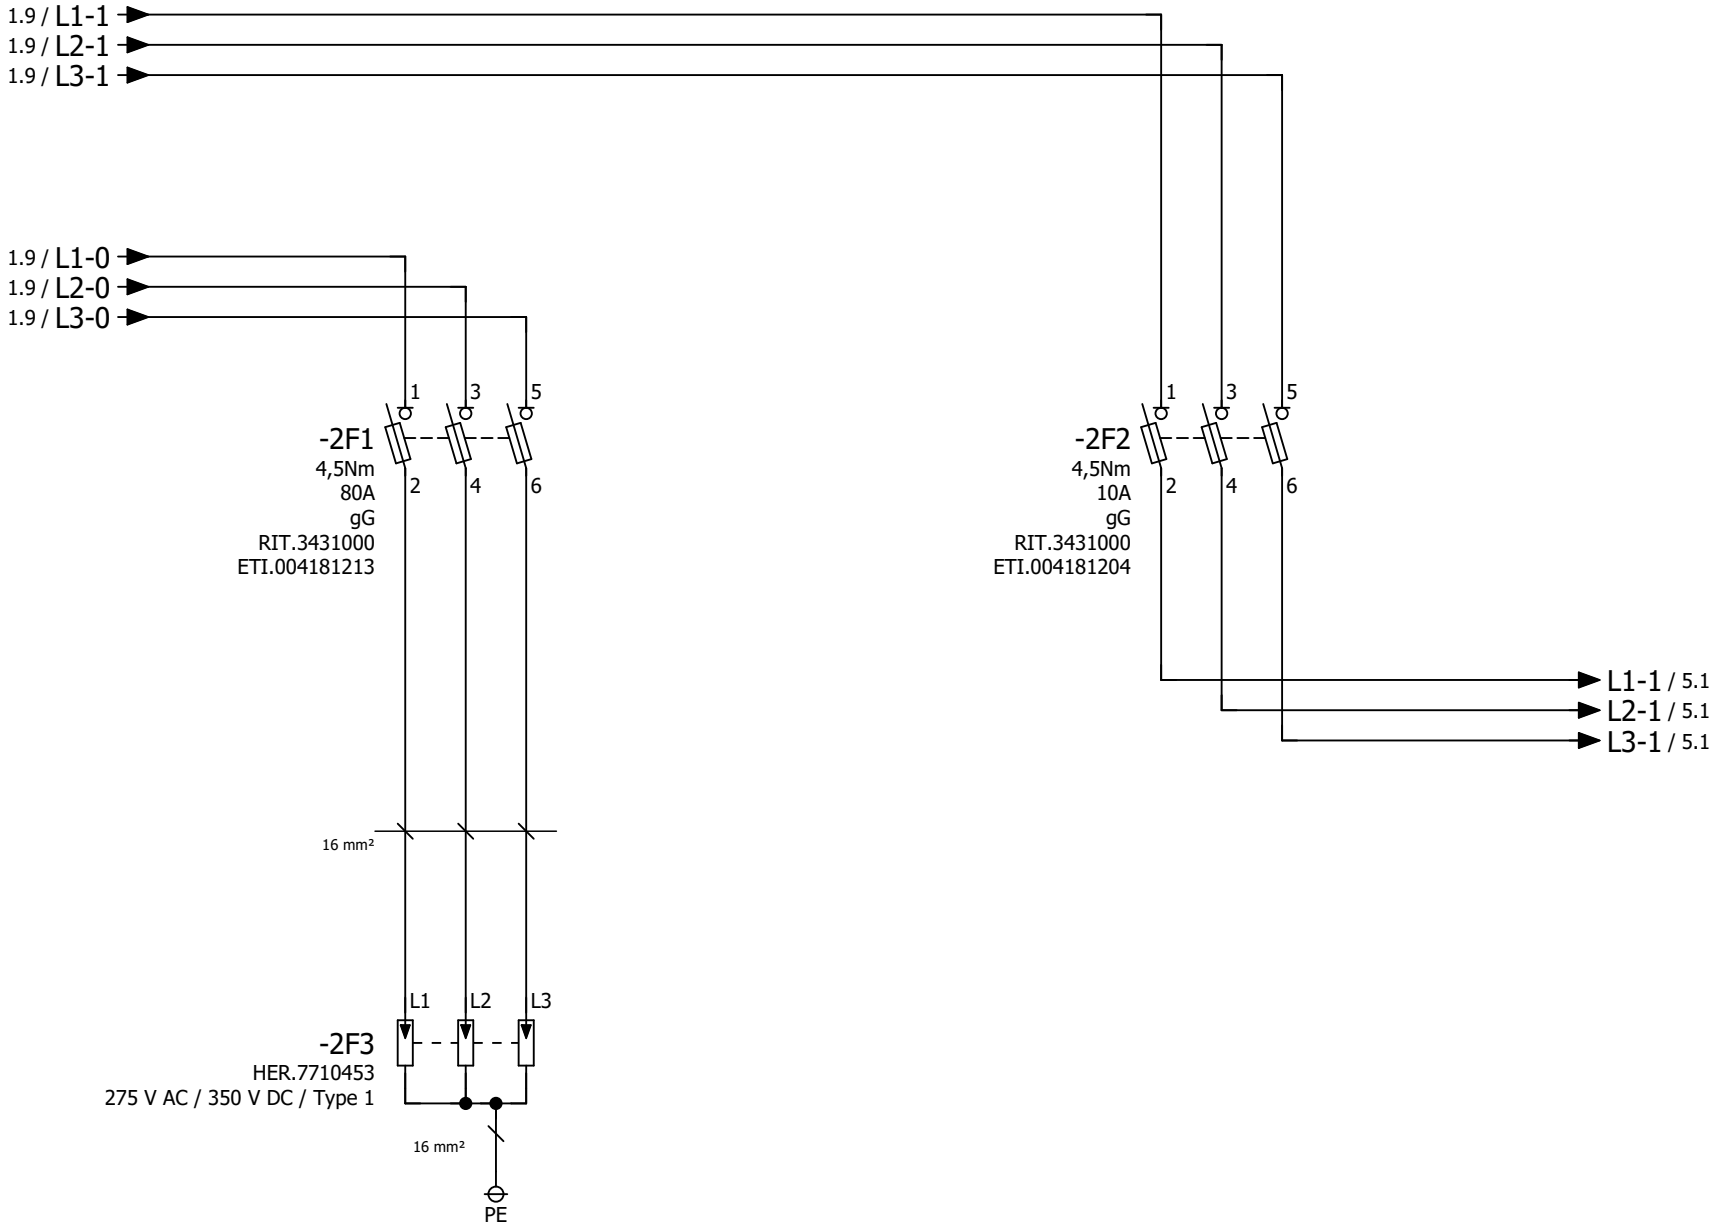 1.9 / L1-1
1.9 / L2-1
1.9 / L3-1
1.9 / L1-0
1.9 / L2-0
1.9 / L3-0
1 3 5
-2F1
4,5Nm
80A
gG
RIT.3431000
ETI.004181213
2 4 6
1 3 5
-2F2
4,5Nm
10A
gG
RIT.3431000
ETI.004181204
2 4 6
L1-1 / 5.1
L2-1 / 5.1
L3-1 / 5.1
16 mm²
L1 L2 L3
-2F3
HER.7710453
275 V AC / 350 V DC / Type 1
16 mm²
PE